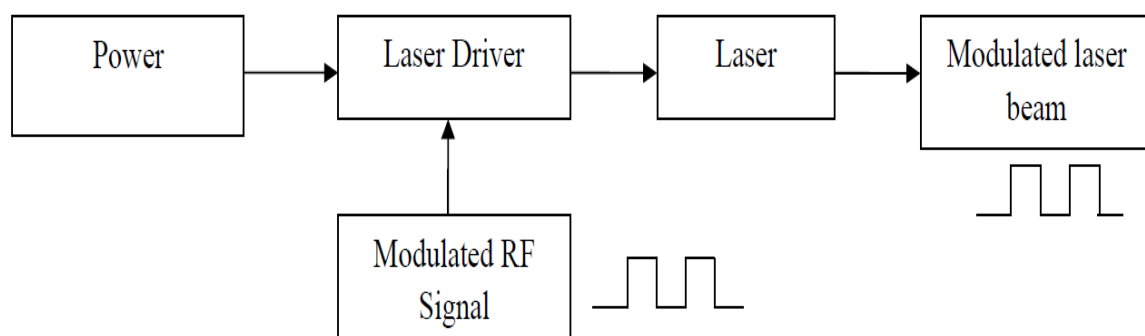 Power
Laser Driver
Laser
Modulated laser
beam
Modulated RF
Signal